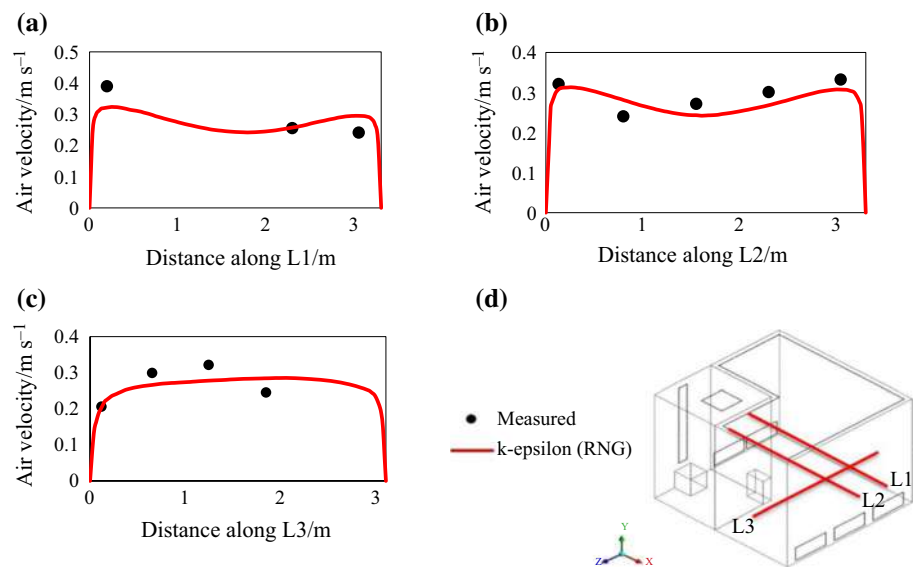 (a)
Air velocity/m s⁻¹
0.5
0.4
0.3
0.2
0.1
0
0 1 2 3
Distance along L1/m
(b)
Air velocity/m s⁻¹
0.4
0.3
0.2
0.1
0
0 1 2 3
Distance along L2/m
(c)
Air velocity/m s⁻¹
0.4
0.3
0.2
0.1
0
0 1 2 3
Distance along L3/m
(d)
Measured
k-epsilon (RNG)
L1
L2
L3
Y
Z
X